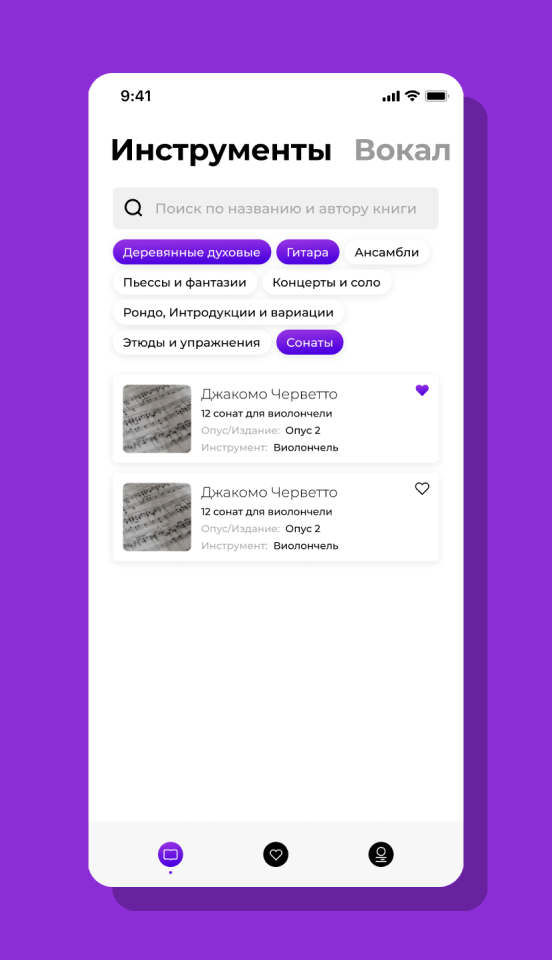 9:41
Инструменты Вокал
Поиск по названию и автору книги
Деревянные духовые Гитара Ансамбли
Пьессы и фантазии Концерты и соло
Рондо, Интродукции и вариации
Этюды и упражнения Сонаты
Джакомо Черветто
12 сонат для виолончели
Опус/Издание: Опус 2
Инструмент: Виолончель
Джакомо Черветто
12 сонат для виолончели
Опус/Издание: Опус 2
Инструмент: Виолончель